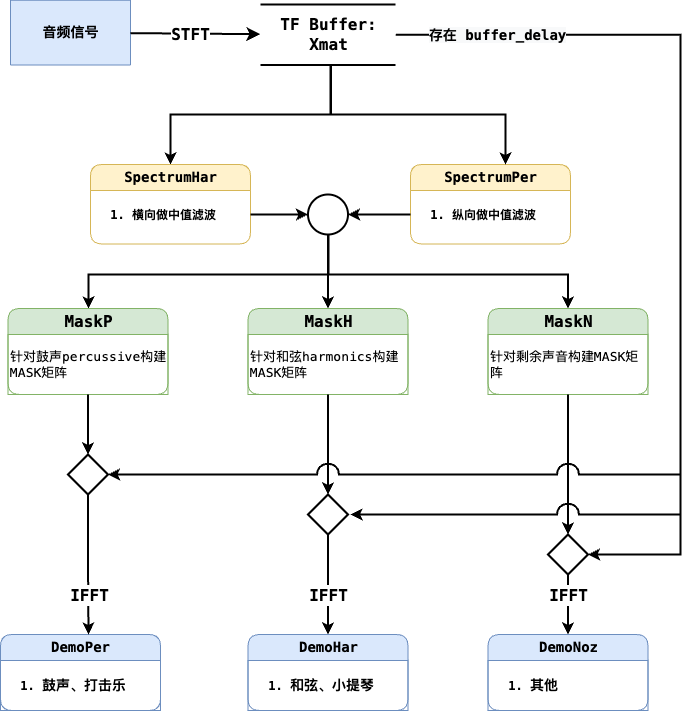 音频信号
STFT
TF Buffer:
Xmat
存在 buffer_delay
SpectrumHar
1. 横向做中值滤波
SpectrumPer
1. 纵向做中值滤波
MaskP
针对鼓声percussive构建
MASK矩阵
MaskH
针对和弦harmonics构建
MASK矩阵
MaskN
针对剩余声音构建MASK矩
阵
IFFT
IFFT
IFFT
DemoPer
1. 鼓声、打击乐
DemoHar
1. 和弦、小提琴
DemoNoz
1. 其他